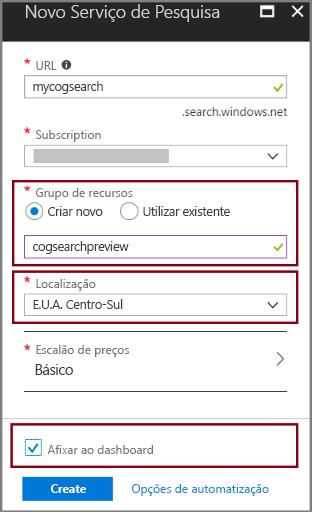 Novo Serviço de Pesquisa
* URL
mycogsearch
.search.windows.net
* Subscription
* Grupo de recursos
Criar novo Utilizar existente
cogsearchpreview
* Localização
E.U.A. Centro-Sul
* Escalão de preços
Básico
Afixar ao dashboard
Create Opções de automatização